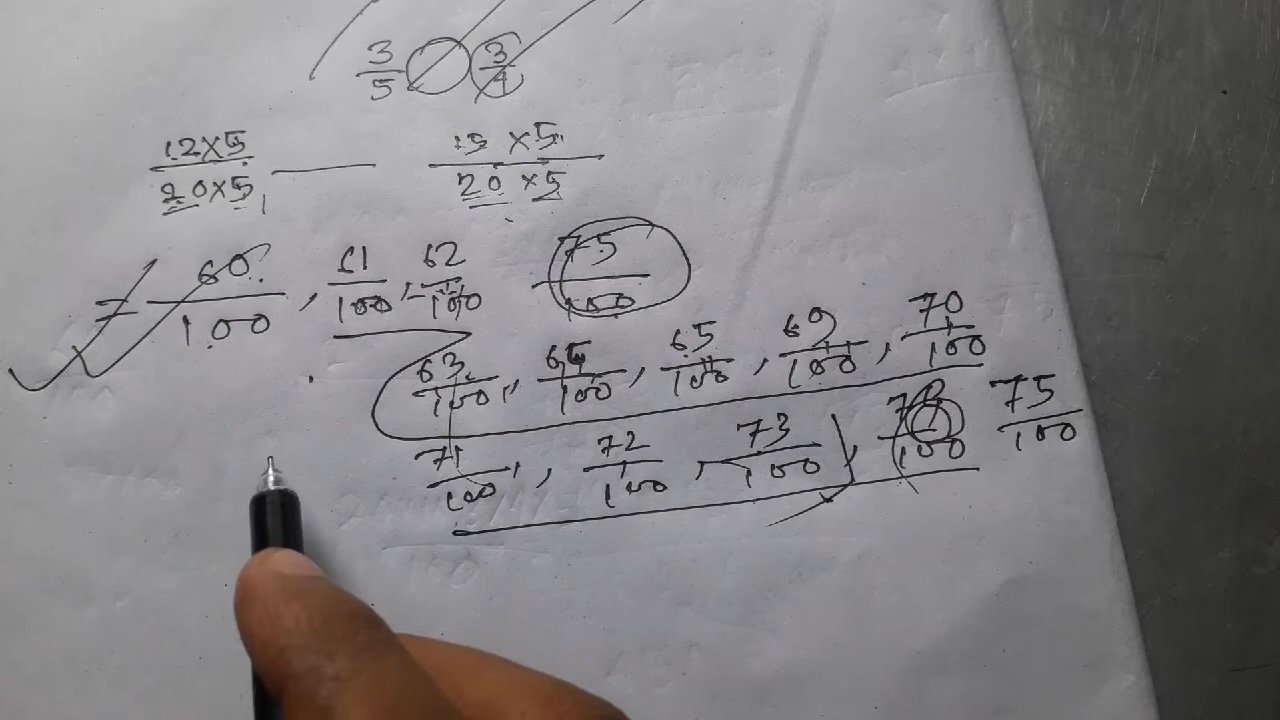 3/5 3/4
12×5/20×5 — 15×5/20×5
= 60/100, 61/100, 62/100 — 75/100
63/100, 64/100, 65/100, 69/100, 70/100
71/100, 72/100, 73/100, /100 75/100